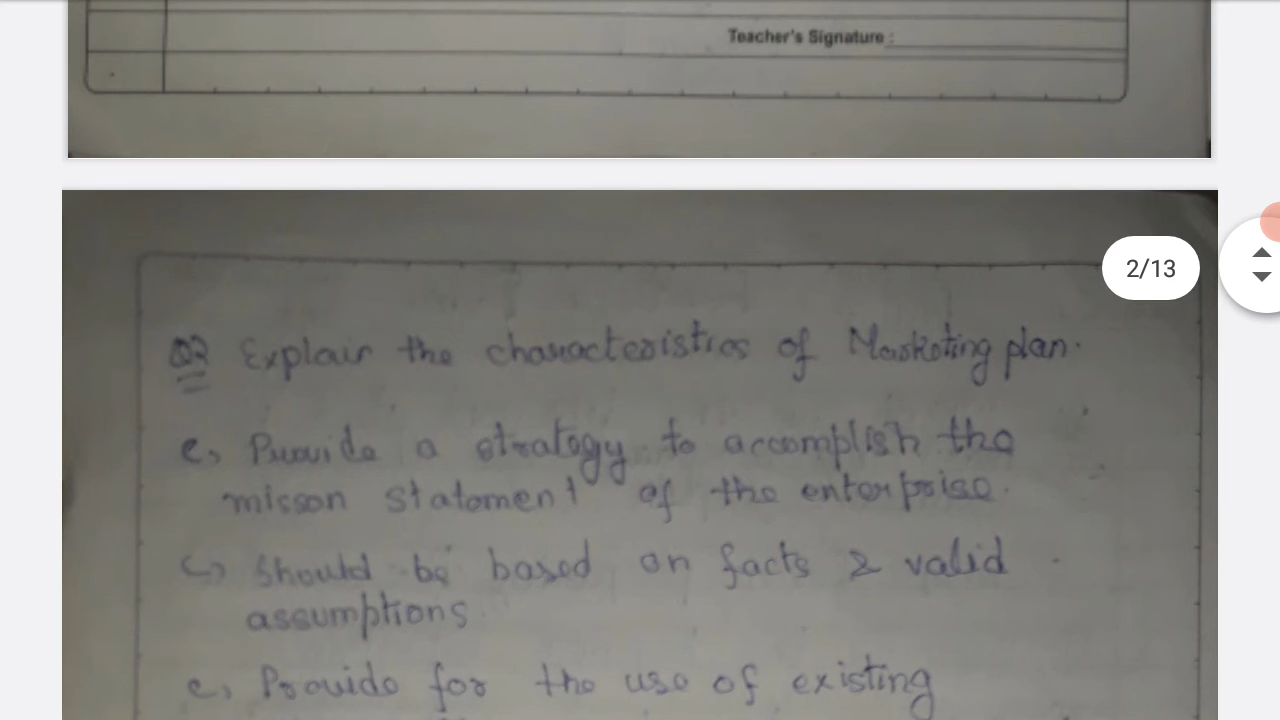 Teacher's Signature :
2/13
Q2 Explain the characteristics of Marketing plan.
Provide a strategy to accomplish the
misson statement of the enterprise.
Should be based on facts & valid
assumptions.
Provide for the use of existing